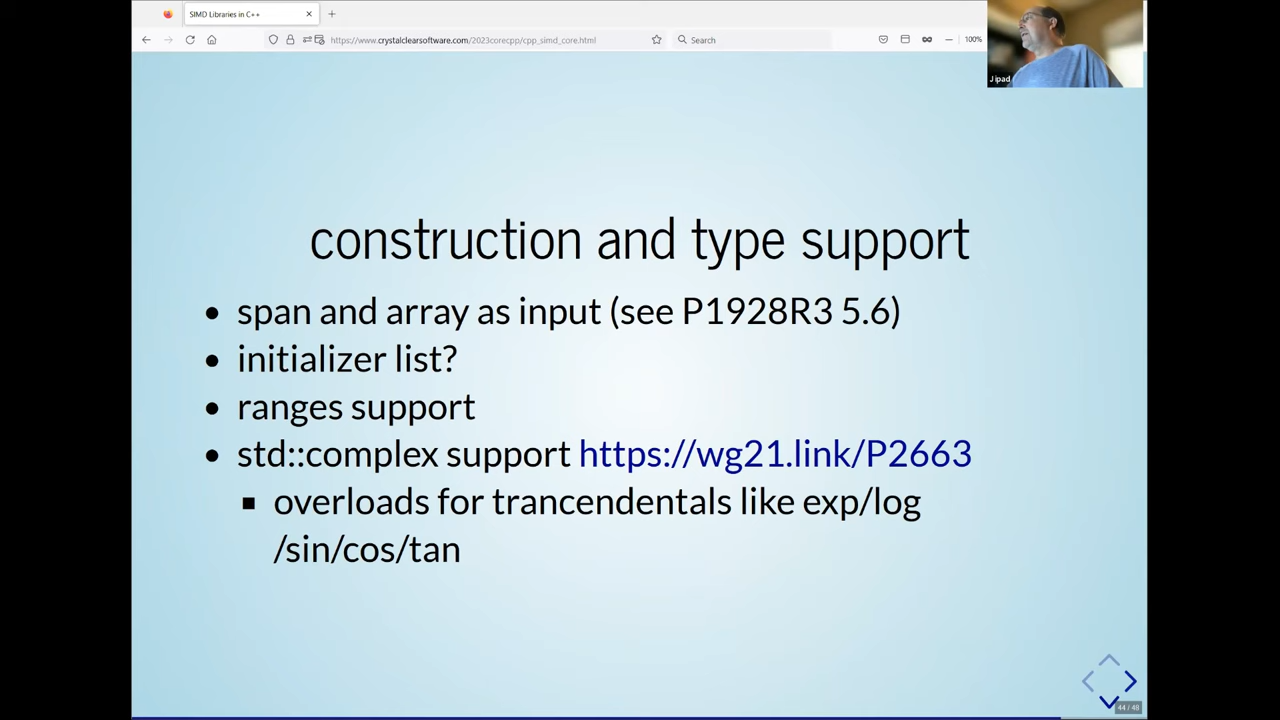 SIMD Libraries in C++
https://www.crystalclearsoftware.com/2023corecpp/cpp_simd_core.html
Search
100%
J ipad
construction and type support
span and array as input (see P1928R3 5.6)
initializer list?
ranges support
std::complex support https://wg21.link/P2663
overloads for trancendentals like exp/log
/sin/cos/tan
44 / 48